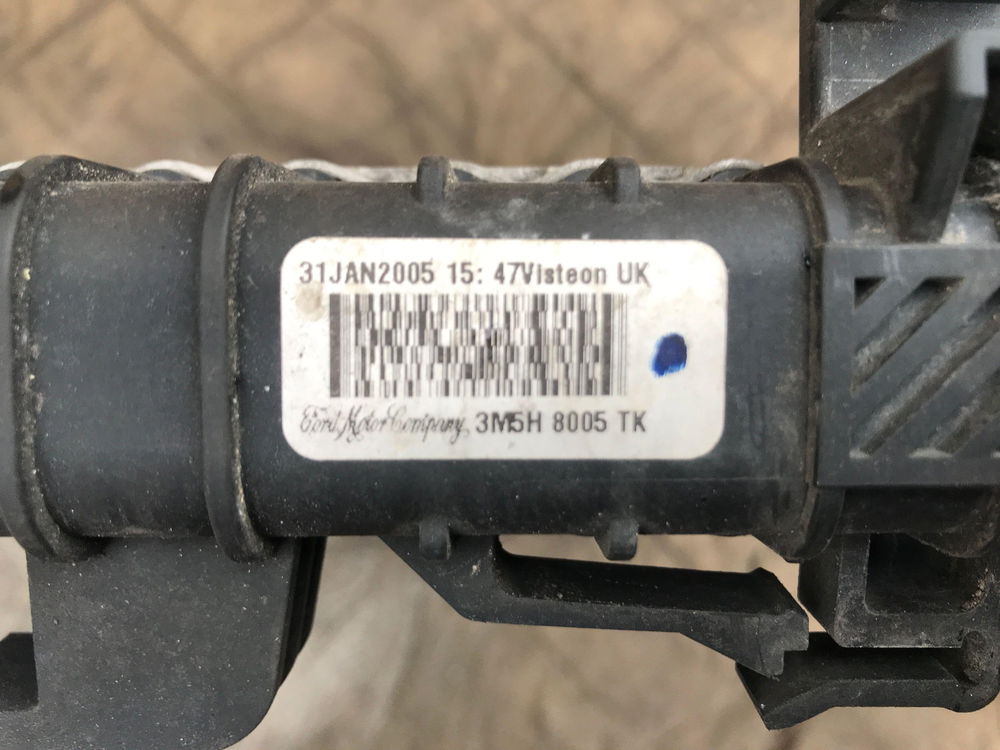 31JAN2005 15: 47Visteon UK
Ford Motor Company 3M5H 8005 TK